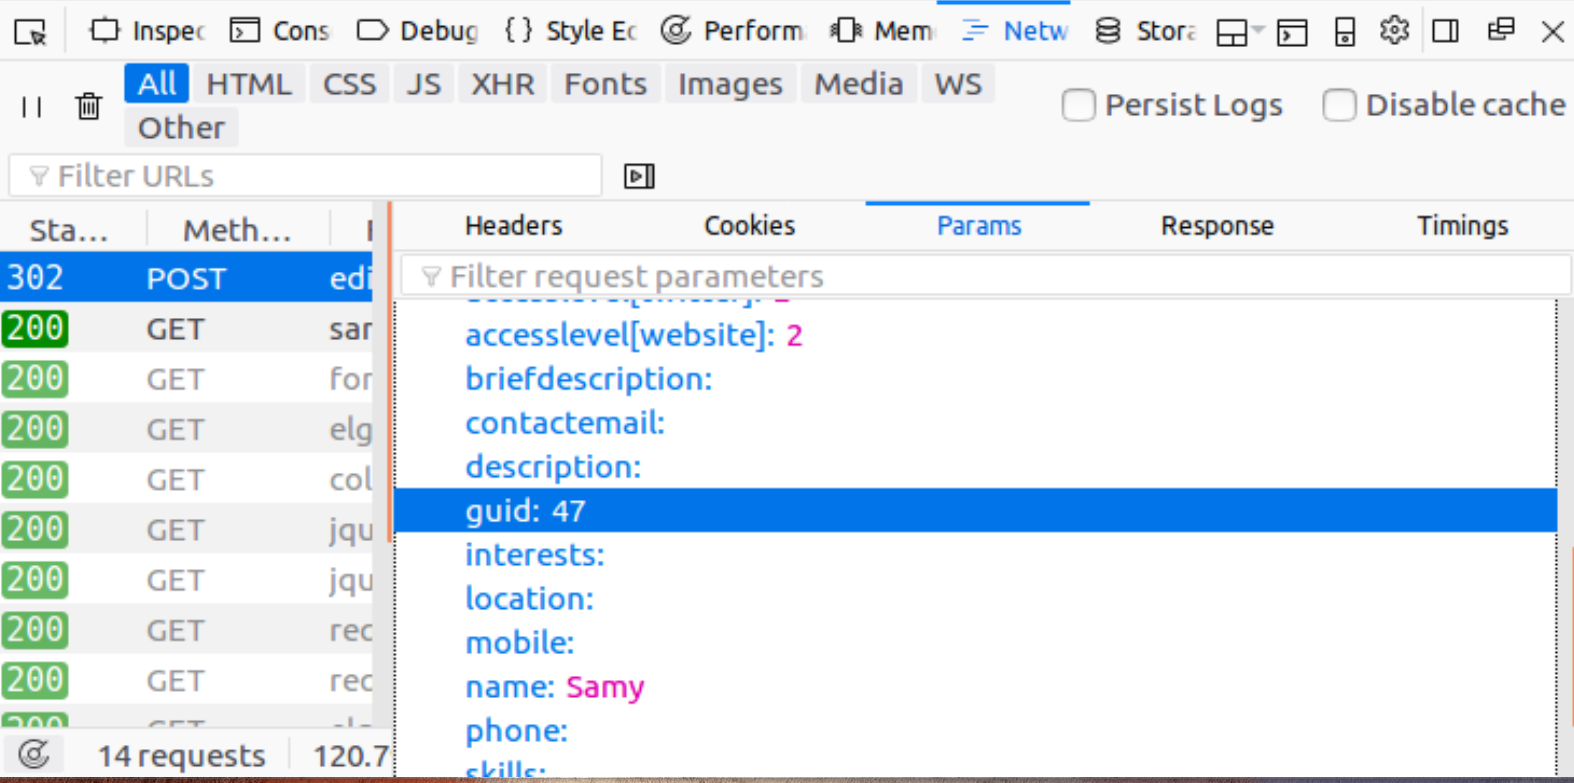 Inspec Cons Debug Style Ec Perform Mem Netw Stora
All HTML CSS JS XHR Fonts Images Media WS
Other
Persist Logs Disable cache
Filter URLs
Sta... Meth...
Headers Cookies Params Response Timings
Filter request parameters
302 POST edi
200 GET sar
200 GET for
200 GET elg
200 GET col
200 GET jqu
200 GET jqu
200 GET rec
200 GET rec
200 GET
accesslevel[website]: 2
briefdescription:
contactemail:
description:
guid: 47
interests:
location:
mobile:
name: Samy
phone:
skills:
14 requests 120.7